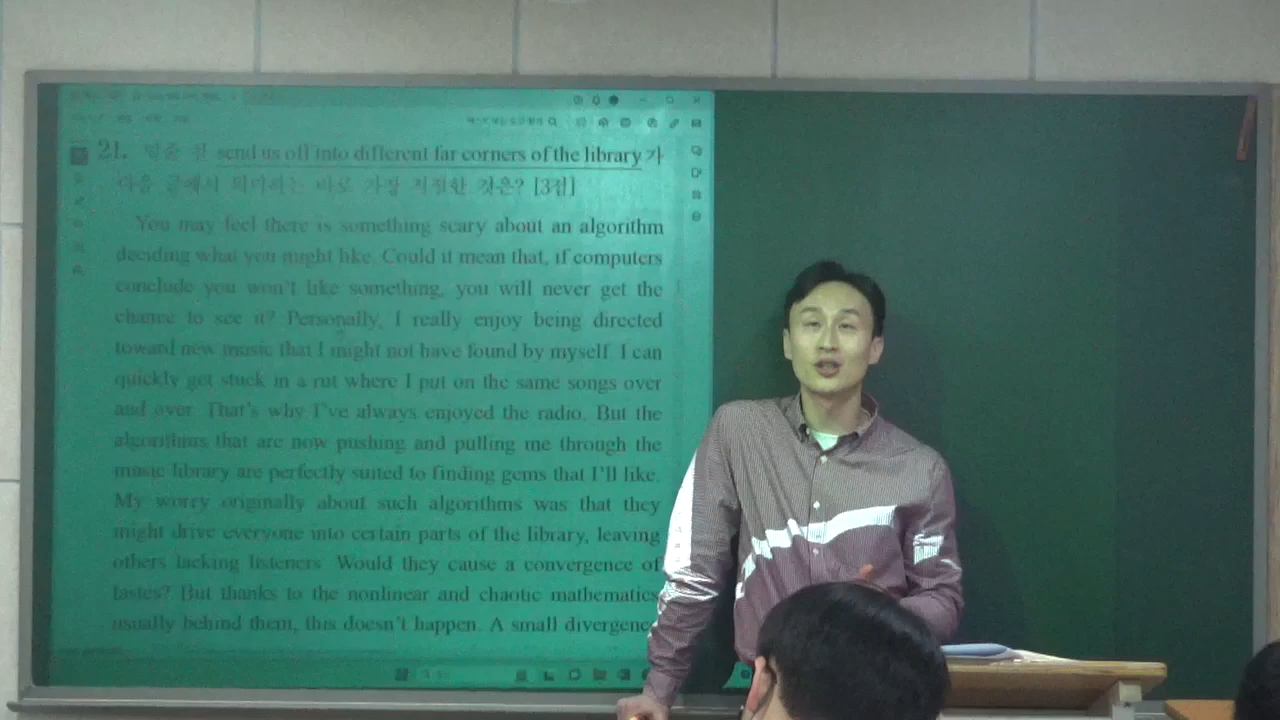 21. 밑줄 친 send us off into different far corners of the library가
다음 글에서 의미하는 바로 가장 적절한 것은? [3점]
You may feel there is something scary about an algorithm
deciding what you might like. Could it mean that, if computers
conclude you won't like something, you will never get the
chance to see it? Personally, I really enjoy being directed
toward new music that I might not have found by myself. I can
quickly get stuck in a rut where I put on the same songs over
and over. That's why I've always enjoyed the radio. But the
algorithms that are now pushing and pulling me through the
music library are perfectly suited to finding gems that I'll like.
My worry originally about such algorithms was that they
might drive everyone into certain parts of the library, leaving
others lacking listeners. Would they cause a convergence of
tastes? But thanks to the nonlinear and chaotic mathematics
usually behind them, this doesn't happen. A small divergenc